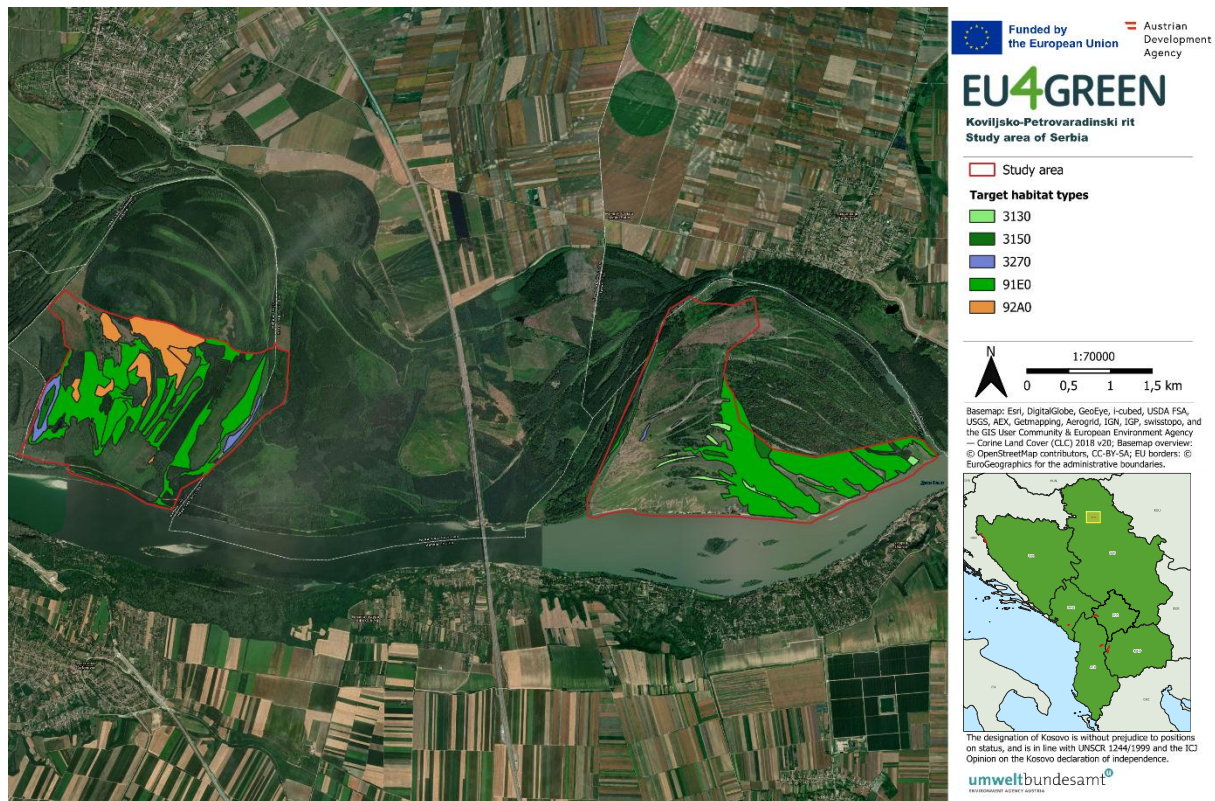 Funded by
the European Union
Austrian
Development
Agency
EU4GREEN
Koviljsko-Petrovaradinski rit
Study area of Serbia
Study area
Target habitat types
3130
3150
3270
91E0
92A0
N
1:70000
0 0,5 1 1,5 km
Basemap: Esri, DigitalGlobe, GeoEye, i-cubed, USDA FSA,
USGS, AEX, Getmapping, Aerogrid, IGN, IGP, swisstopo, and
the GIS User Community & European Environment Agency
— Corine Land Cover (CLC) 2018 v20; Basemap overview:
© OpenStreetMap contributors, CC-BY-SA; EU borders: ©
EuroGeographics for the administrative boundaries.
The designation of Kosovo is without prejudice to positions
on status, and is in line with UNSCR 1244/1999 and the ICJ
Opinion on the Kosovo declaration of independence.
umweltbundesamt
ENVIRONMENT AGENCY AUSTRIA